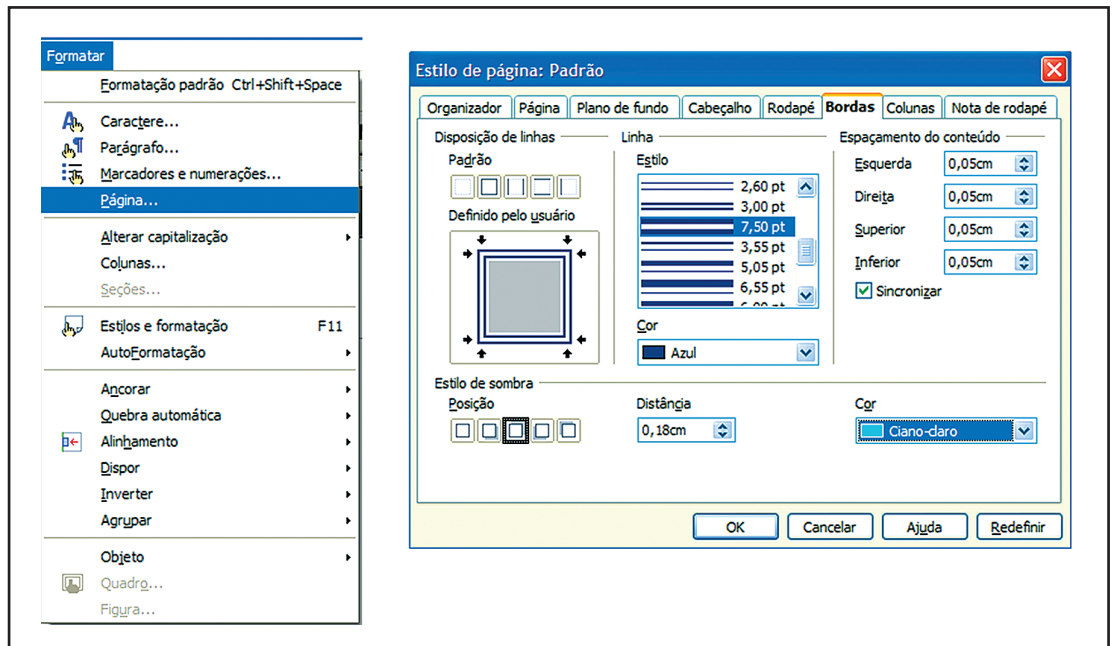 Formatar
Formatação padrão Ctrl+Shift+Space
Caractere...
Parágrafo...
Marcadores e numerações...
Página...
Alterar capitalização
Colunas...
Seções...
Estilos e formatação F11
AutoFormatação
Ancorar
Quebra automática
Alinhamento
Dispor
Inverter
Agrupar
Objeto
Quadro...
Figura...
Estilo de página: Padrão
Organizador Página Plano de fundo Cabeçalho Rodapé Bordas Colunas Nota de rodapé
Disposição de linhas
Padrão
Definido pelo usuário
Linha
Estilo
2,60 pt
3,00 pt
7,50 pt
3,55 pt
5,05 pt
6,55 pt
Cor
Azul
Espaçamento do conteúdo
Esquerda 0,05cm
Direita 0,05cm
Superior 0,05cm
Inferior 0,05cm
Sincronizar
Estilo de sombra
Posição
Distância
0,18cm
Cor
Ciano-claro
OK Cancelar Ajuda Redefinir